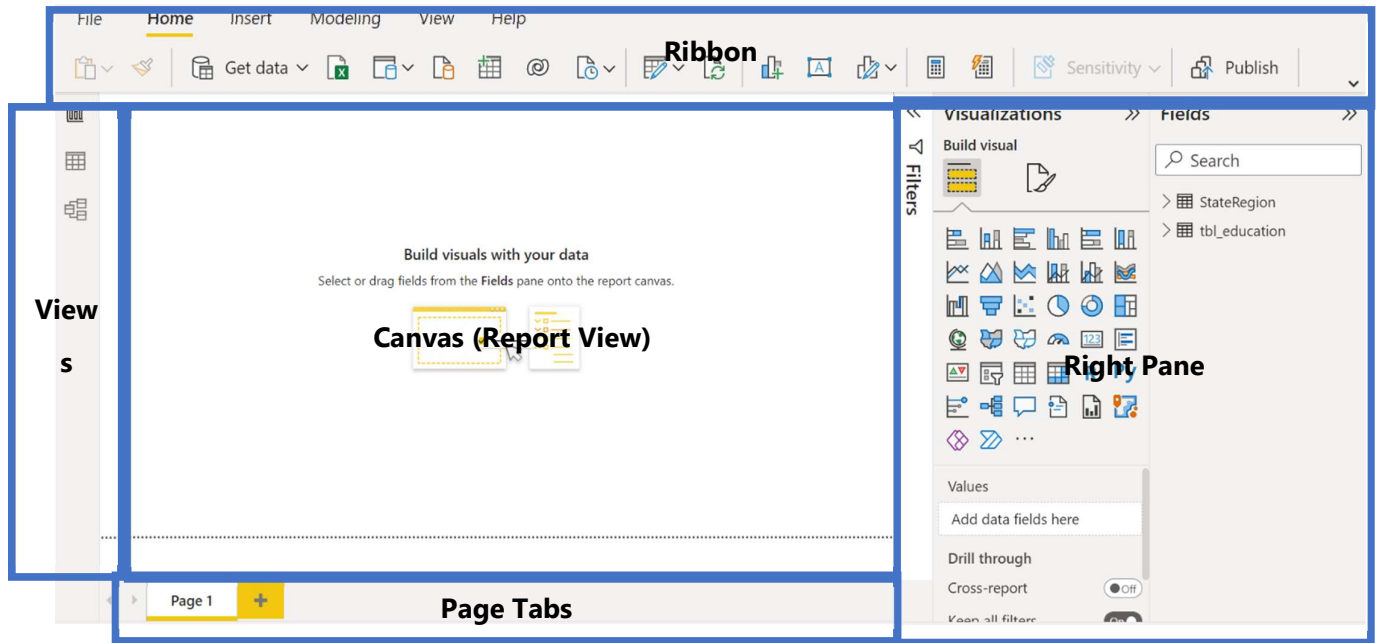 File Home Insert Modeling View Help
Ribbon
Get data
Sensitivity
Publish
Visualizations
Fields
Build visual
Search
Filters
StateRegion
tbl_education
Build visuals with your data
Select or drag fields from the Fields pane onto the report canvas.
View
s
Canvas (Report View)
123
Py
Right Pane
Values
Add data fields here
Drill through
Cross-report
Off
Keep all filters
On
Page 1
Page Tabs